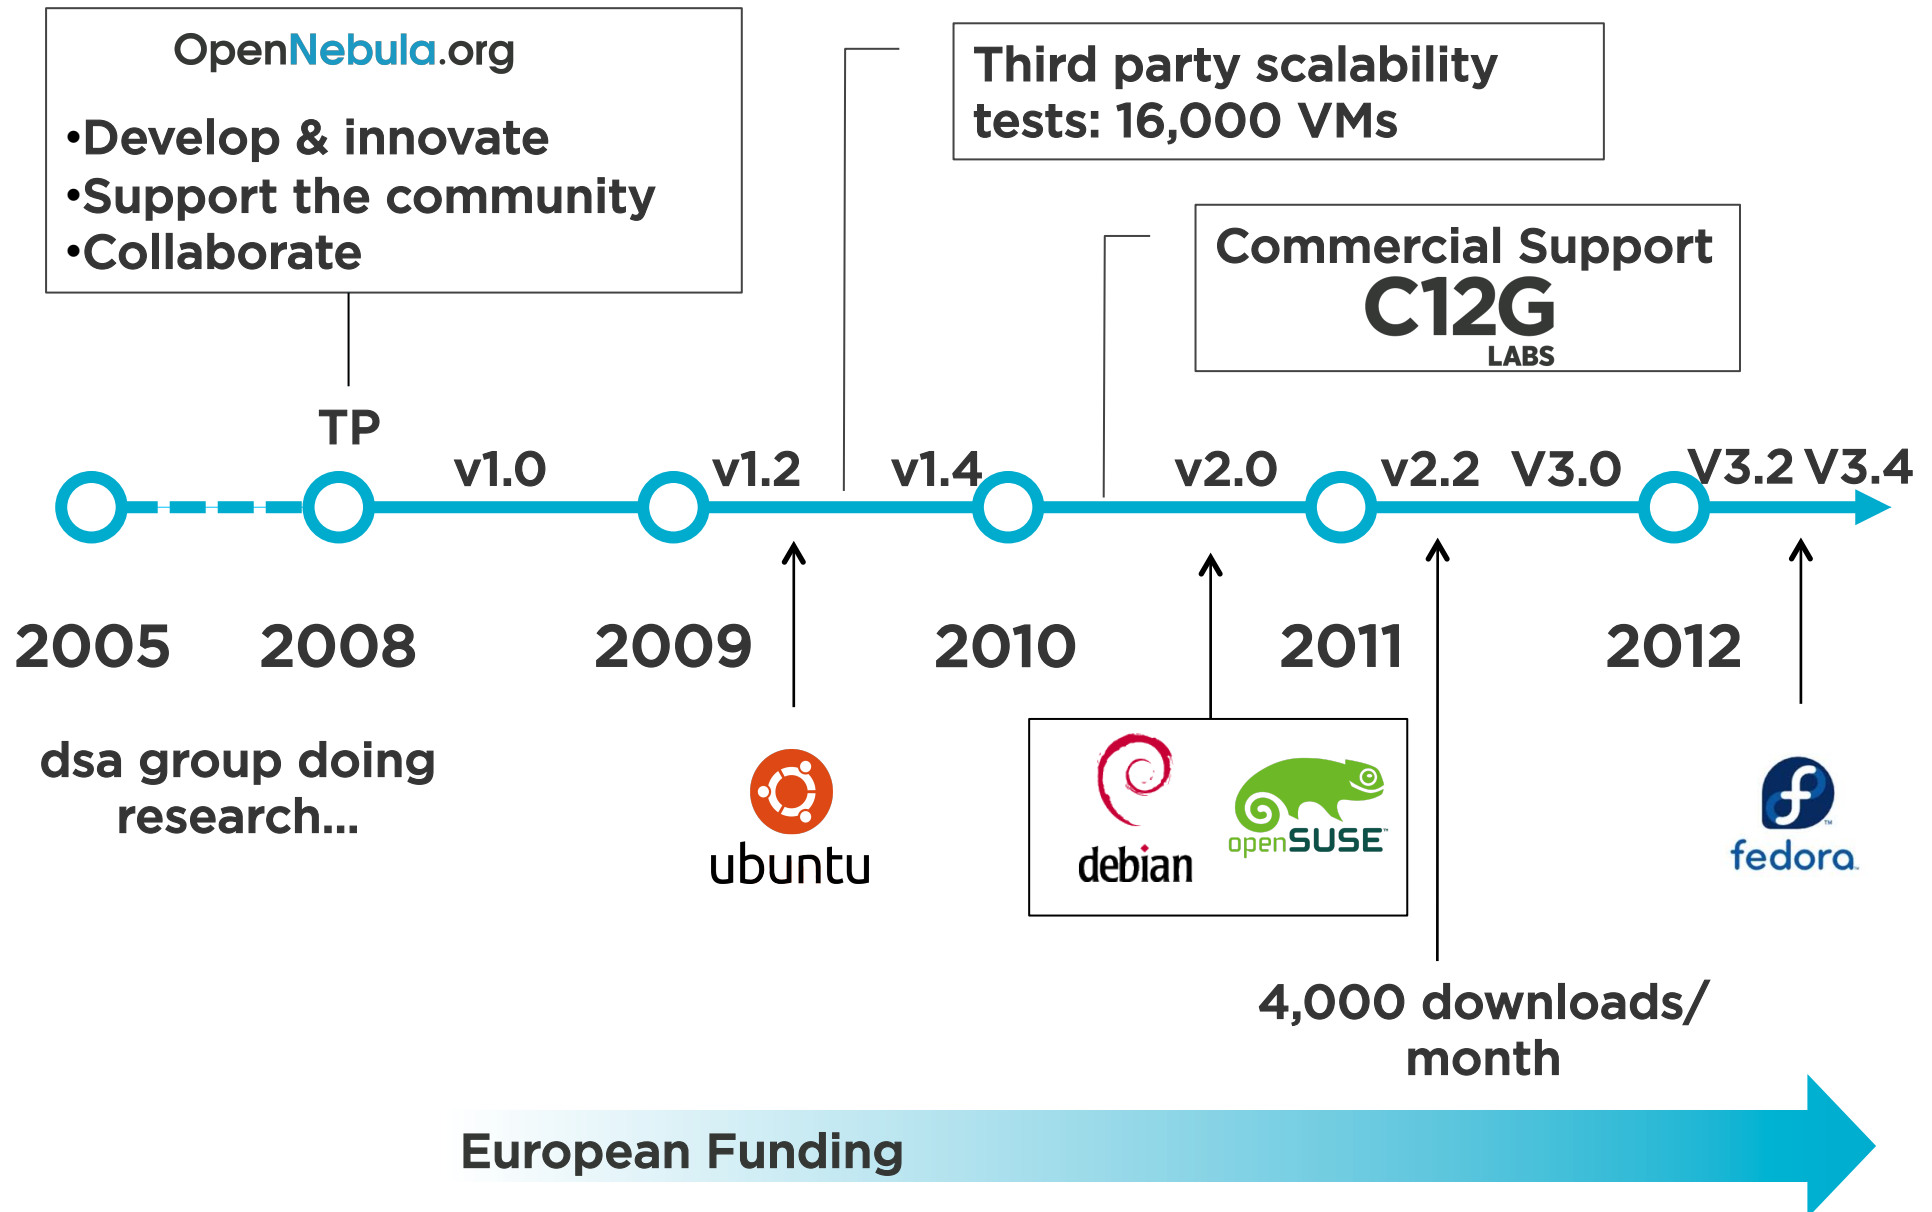 OpenNebula.org
•Develop & innovate
•Support the community
•Collaborate
Third party scalability
tests: 16,000 VMs
Commercial Support
C12G
LABS
TP
v1.0
v1.2
v1.4
v2.0
v2.2
V3.0
V3.2
V3.4
2005
2008
2009
2010
2011
2012
dsa group doing
research...
ubuntu
debian
openSUSE™
fedora™
4,000 downloads/
month
European Funding